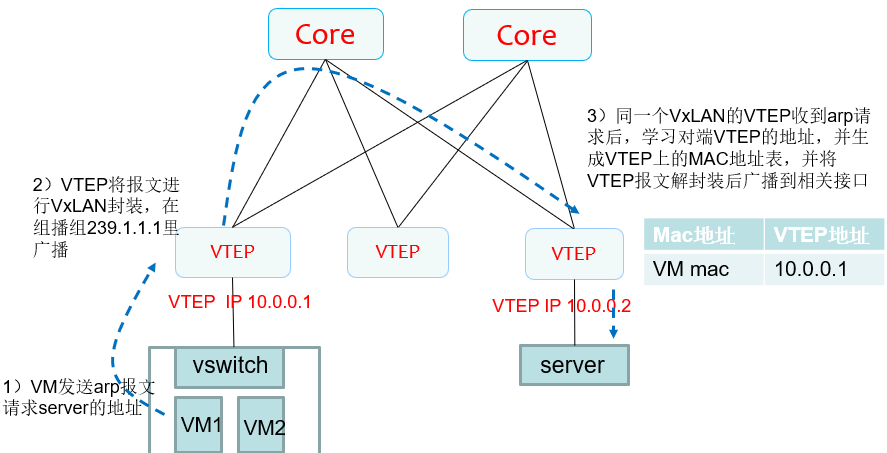 Core
Core
3）同一个VxLAN的VTEP收到arp请
求后，学习对端VTEP的地址，并生
成VTEP上的MAC地址表，并将
VTEP报文解封装后广播到相关接口
2）VTEP将报文进
行VxLAN封装，在
组播组239.1.1.1里
广播
VTEP
VTEP
VTEP
Mac地址 VTEP地址
VM mac 10.0.0.1
VTEP IP 10.0.0.1
VTEP IP 10.0.0.2
vswitch
server
1）VM发送arp报文
请求server的地址
VM1
VM2